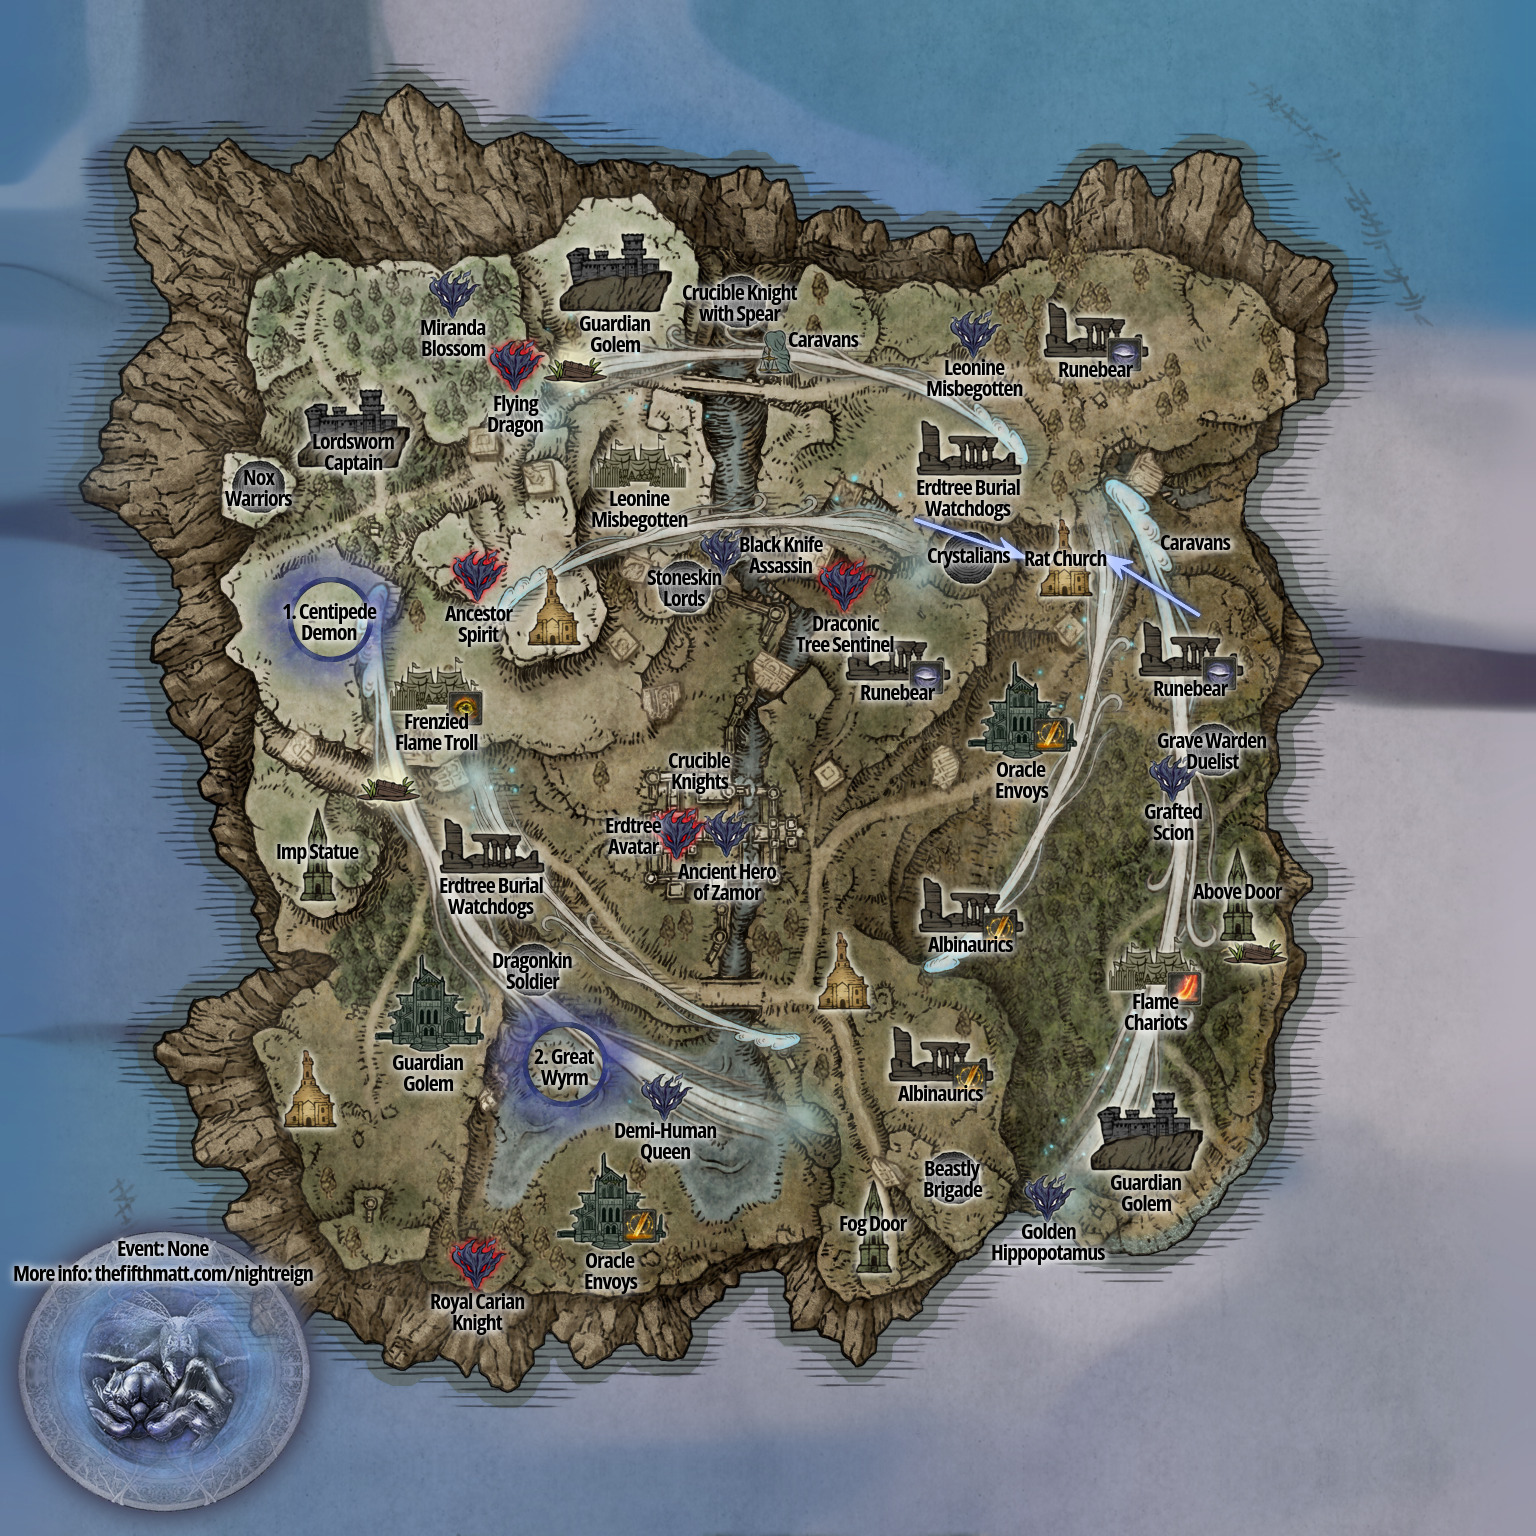 Crucible Knight
with Spear
Miranda
Blossom
Guardian
Golem
Caravans
Leonine
Misbegotten
Runebear
Flying
Dragon
Lordsworn
Captain
Nox
Warriors
Leonine
Misbegotten
Erdtree Burial
Watchdogs
Black Knife
Assassin
Crystalians
Rat Church
Caravans
Stoneskin
Lords
1. Centipede
Demon
Ancestor
Spirit
Draconic
Tree Sentinel
Runebear
Runebear
Frenzied
Flame Troll
Crucible
Knights
Oracle
Envoys
Grave Warden
Duelist
Grafted
Scion
Erdtree
Avatar
Imp Statue
Ancient Hero
of Zamor
Erdtree Burial
Watchdogs
Above Door
Albinaurics
Dragonkin
Soldier
Flame
Chariots
Guardian
Golem
2. Great
Wyrm
Albinaurics
Demi-Human
Queen
Beastly
Brigade
Guardian
Golem
Fog Door
Golden
Hippopotamus
Oracle
Envoys
Royal Carian
Knight
Event: None
More info: thefifthmatt.com/nightreign